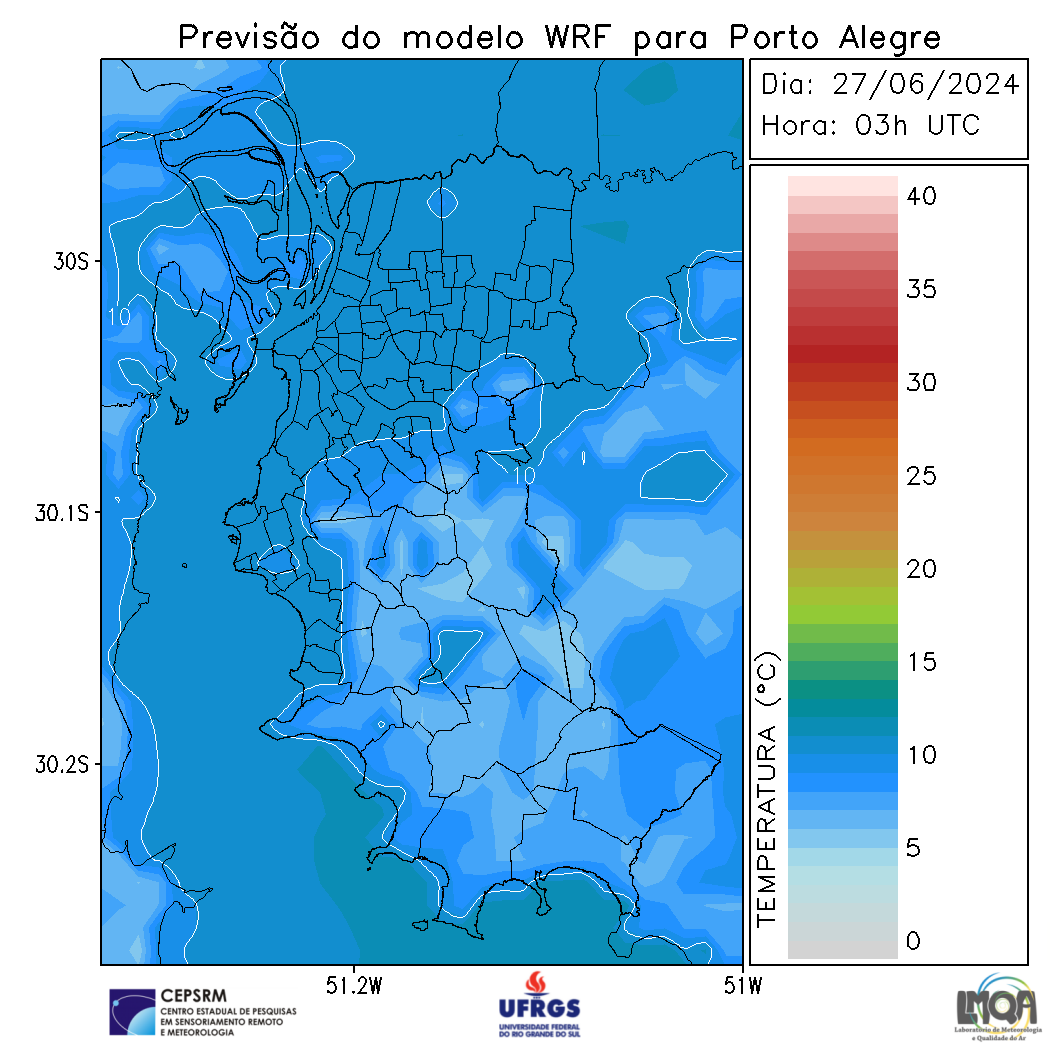 Previsão do modelo WRF para Porto Alegre
Dia: 27/06/2024
Hora: 03h UTC
30S
30.1S
30.2S
51.2W
51W
10
10
TEMPERATURA (°C)
40
35
30
25
20
15
10
5
0
CEPSRM
CENTRO ESTADUAL DE PESQUISAS
EM SENSORIAMENTO REMOTO
E METEOROLOGIA
UFRGS
UNIVERSIDADE FEDERAL
DO RIO GRANDE DO SUL
LMQA
Laboratório de Meteorologia
e Qualidade do Ar